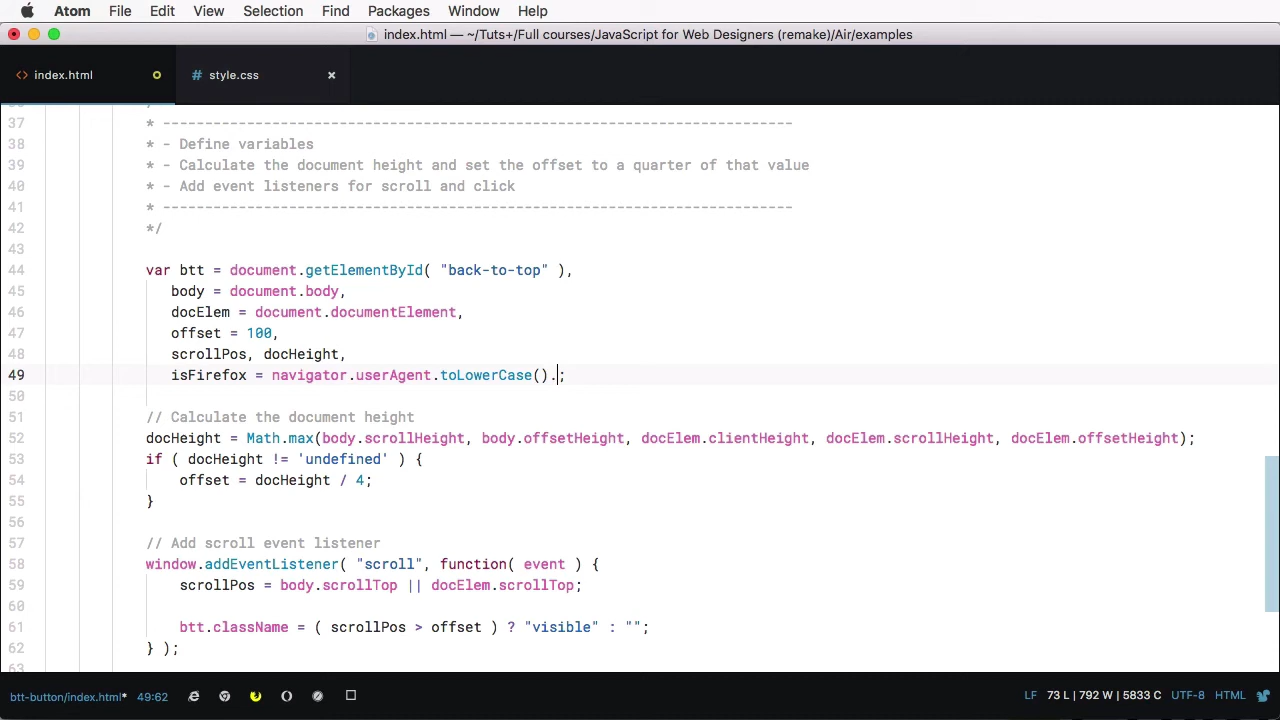 Atom File Edit View Selection Find Packages Window Help
index.html — ~/Tuts+/Full courses/JavaScript for Web Designers (remake)/Air/examples
<> index.html
# style.css ×
37 * ---------------------------------------------------------------------------
38 * - Define variables
39 * - Calculate the document height and set the offset to a quarter of that value
40 * - Add event listeners for scroll and click
41 * ---------------------------------------------------------------------------
42 */
43
44 var btt = document.getElementById( "back-to-top" ),
45 body = document.body,
46 docElem = document.documentElement,
47 offset = 100,
48 scrollPos, docHeight,
49 isFirefox = navigator.userAgent.toLowerCase().;
50
51 // Calculate the document height
52 docHeight = Math.max(body.scrollHeight, body.offsetHeight, docElem.clientHeight, docElem.scrollHeight, docElem.offsetHeight);
53 if ( docHeight != 'undefined' ) {
54 offset = docHeight / 4;
55 }
56
57 // Add scroll event listener
58 window.addEventListener( "scroll", function( event ) {
59 scrollPos = body.scrollTop || docElem.scrollTop;
60
61 btt.className = ( scrollPos > offset ) ? "visible" : "";
62 } );
63
btt-button/index.html* 49:62 LF 73 L | 792 W | 5833 C UTF-8 HTML